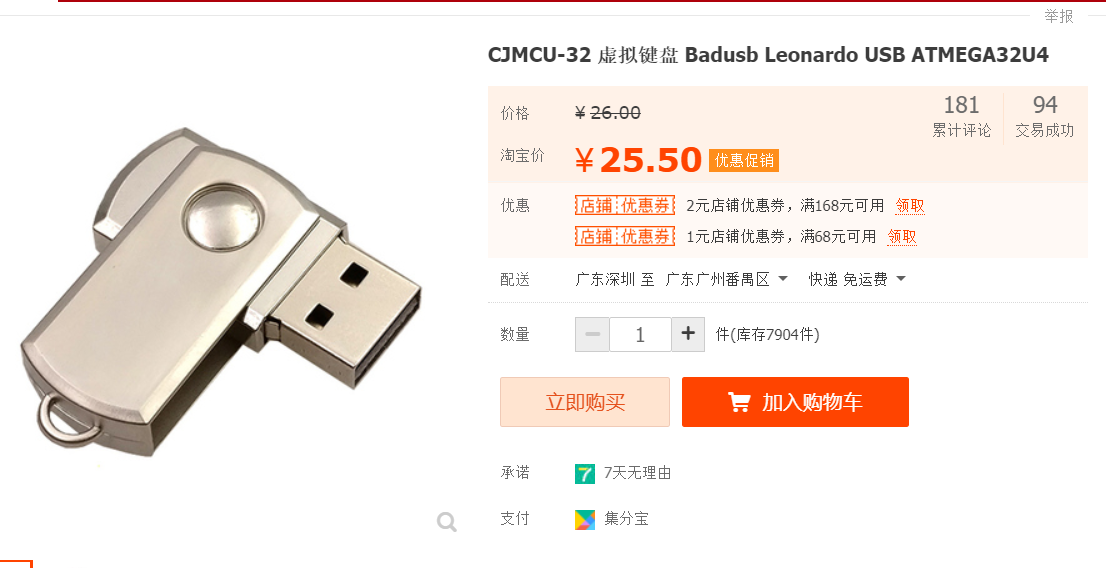 举报
CJMCU-32 虚拟键盘 Badusb Leonardo USB ATMEGA32U4
价格 ¥ 26.00
181 94
累计评论 交易成功
淘宝价 ¥ 25.50 优惠促销
优惠 店铺 优惠券 2元店铺优惠券，满168元可用 领取
店铺 优惠券 1元店铺优惠券，满68元可用 领取
配送 广东深圳 至 广东广州番禺区 快递 免运费
数量 − 1 + 件(库存7904件)
立即购买 加入购物车
承诺 7 7天无理由
支付 集分宝